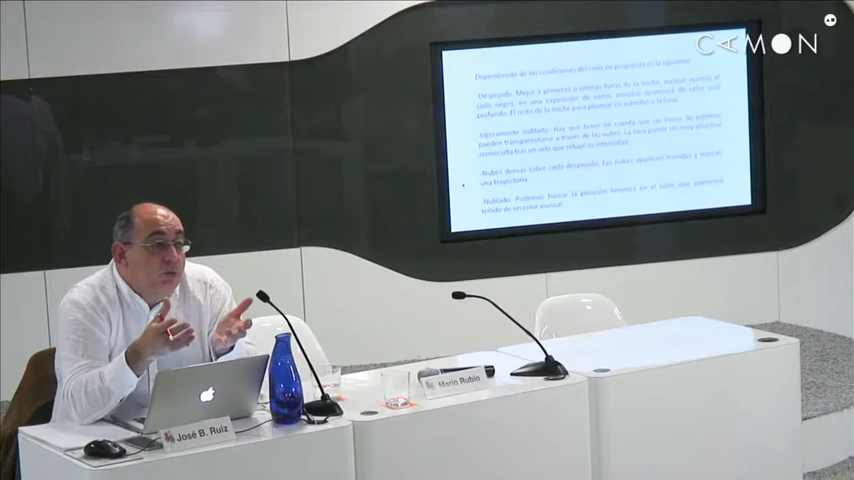 CAMON
Dependiendo de las condiciones del cielo mi propuesta es la siguiente:
-Despejado. Mejor a primeras o últimas horas de la noche, aunque veamos el
cielo negro, en una exposición de varios minutos aparecerá de color azul
profundo. El resto de la noche para plasmar las estrellas o la luna.
-Ligeramente nublado. Hay que tener en cuenta que las líneas de estrellas
pueden transparentarse a través de las nubes. La luna puede ser muy atractiva
semioculta tras un velo que rebaje su intensidad.
-Nubes densas sobre cielo despejado. Las nubes aparecen movidas y marcan
una trayectoria.
-Nublado. Podemos buscar la polución lumínica en el cielo que aparecerá
teñido de un color inusual.
Mario Rubio
José B. Ruiz